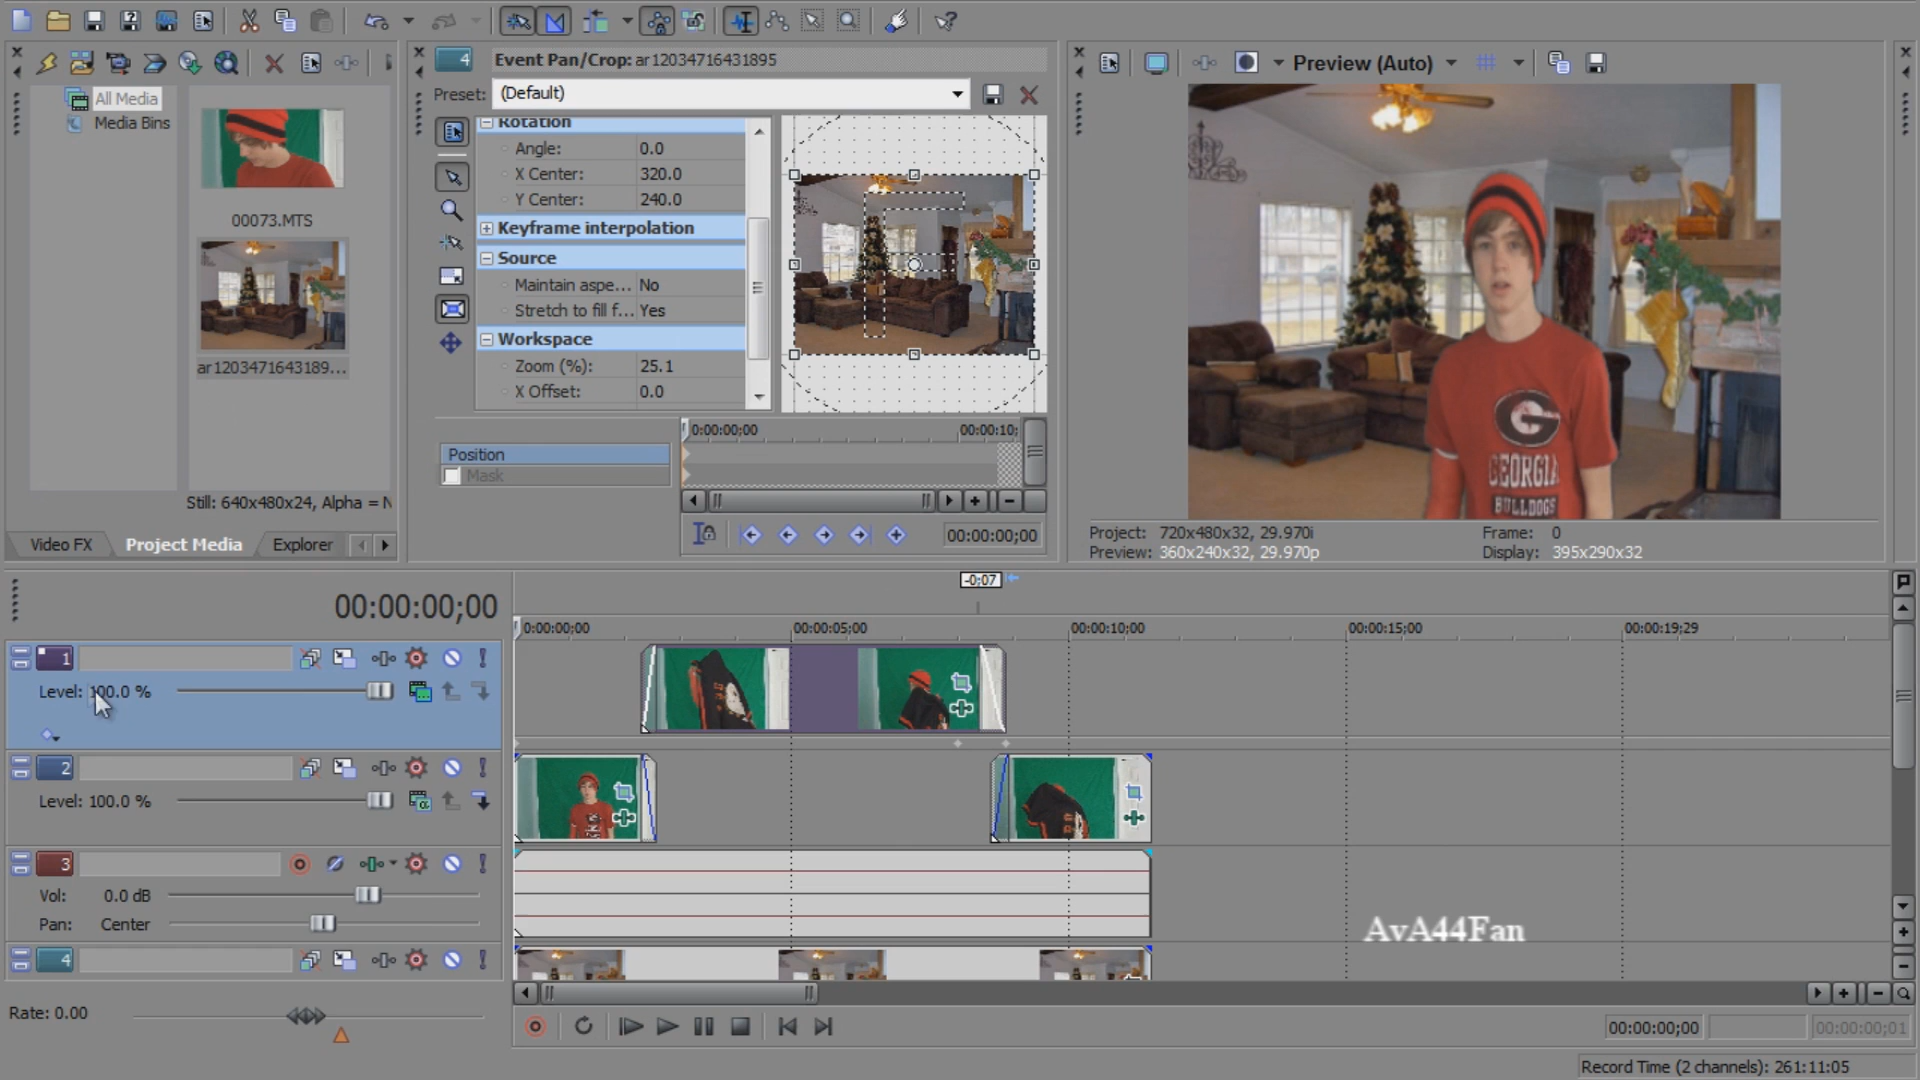 4
Event Pan/Crop: ar12034716431895
Preset:
(Default)
Preview (Auto)
All Media
Media Bins
00073.MTS
ar1203471643189...
Still: 640x480x24, Alpha = N
Video FX
Project Media
Explorer
Rotation
Angle: 0.0
X Center: 320.0
Y Center: 240.0
Keyframe interpolation
Source
Maintain aspe... No
Stretch to fill f... Yes
Workspace
Zoom (%): 25.1
X Offset: 0.0
0:00:00;00
00:00:10;
Position
Mask
00:00:00;00
G
GEORGIA
BULLDOGS
Project: 720x480x32, 29.970i
Frame: 0
Preview: 360x240x32, 29.970p
Display: 395x290x32
00:00:00;00
-0;07
0:00:00;00
00:00:05;00
00:00:10;00
00:00:15;00
00:00:19;29
1
Level: 100.0 %
2
Level: 100.0 %
3
Vol: 0.0 dB
Pan: Center
4
AvA44Fan
Rate: 0.00
00:00:00;00
00:00:00;01
Record Time (2 channels): 261:11:05